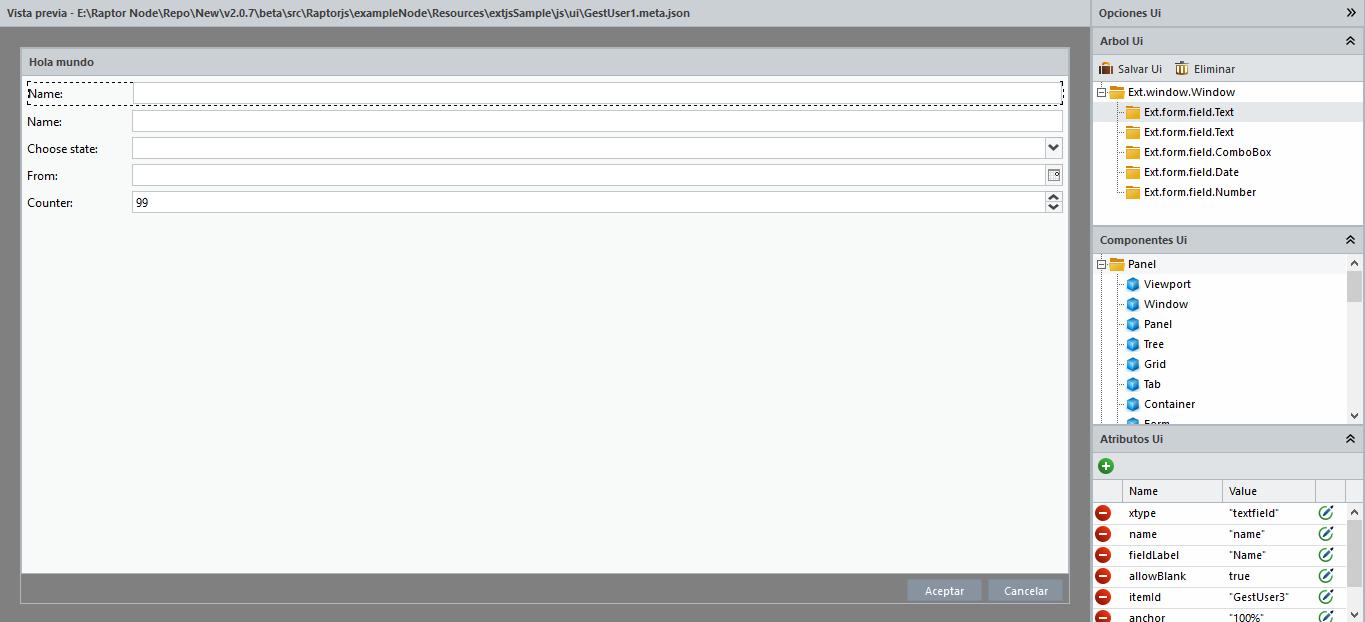 Vista previa - E:\Raptor Node\Repo\New\v2.0.7\beta\src\Raptorjs\exampleNode\Resources\extjsSample\js\ui\GestUser1.meta.json
Hola mundo
Name:
Name:
Choose state:
From:
Counter: 99
Aceptar Cancelar
Opciones Ui
Arbol Ui
Salvar Ui Eliminar
Ext.window.Window
Ext.form.field.Text
Ext.form.field.Text
Ext.form.field.ComboBox
Ext.form.field.Date
Ext.form.field.Number
Componentes Ui
Panel
Viewport
Window
Panel
Tree
Grid
Tab
Container
Form
Atributos Ui
Name Value
xtype "textfield"
name "name"
fieldLabel "Name"
allowBlank true
itemId "GestUser3"
anchor "100%"